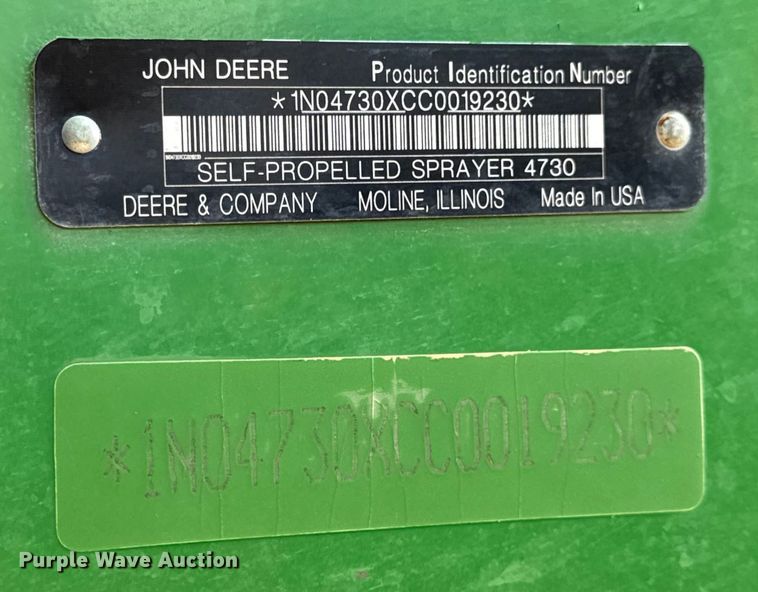 JOHN DEERE Product Identification Number
*1N04730XCC0019230*
SELF-PROPELLED SPRAYER 4730
DEERE & COMPANY MOLINE, ILLINOIS Made In USA
*1N04730XCC0019230*
Purple Wave Auction